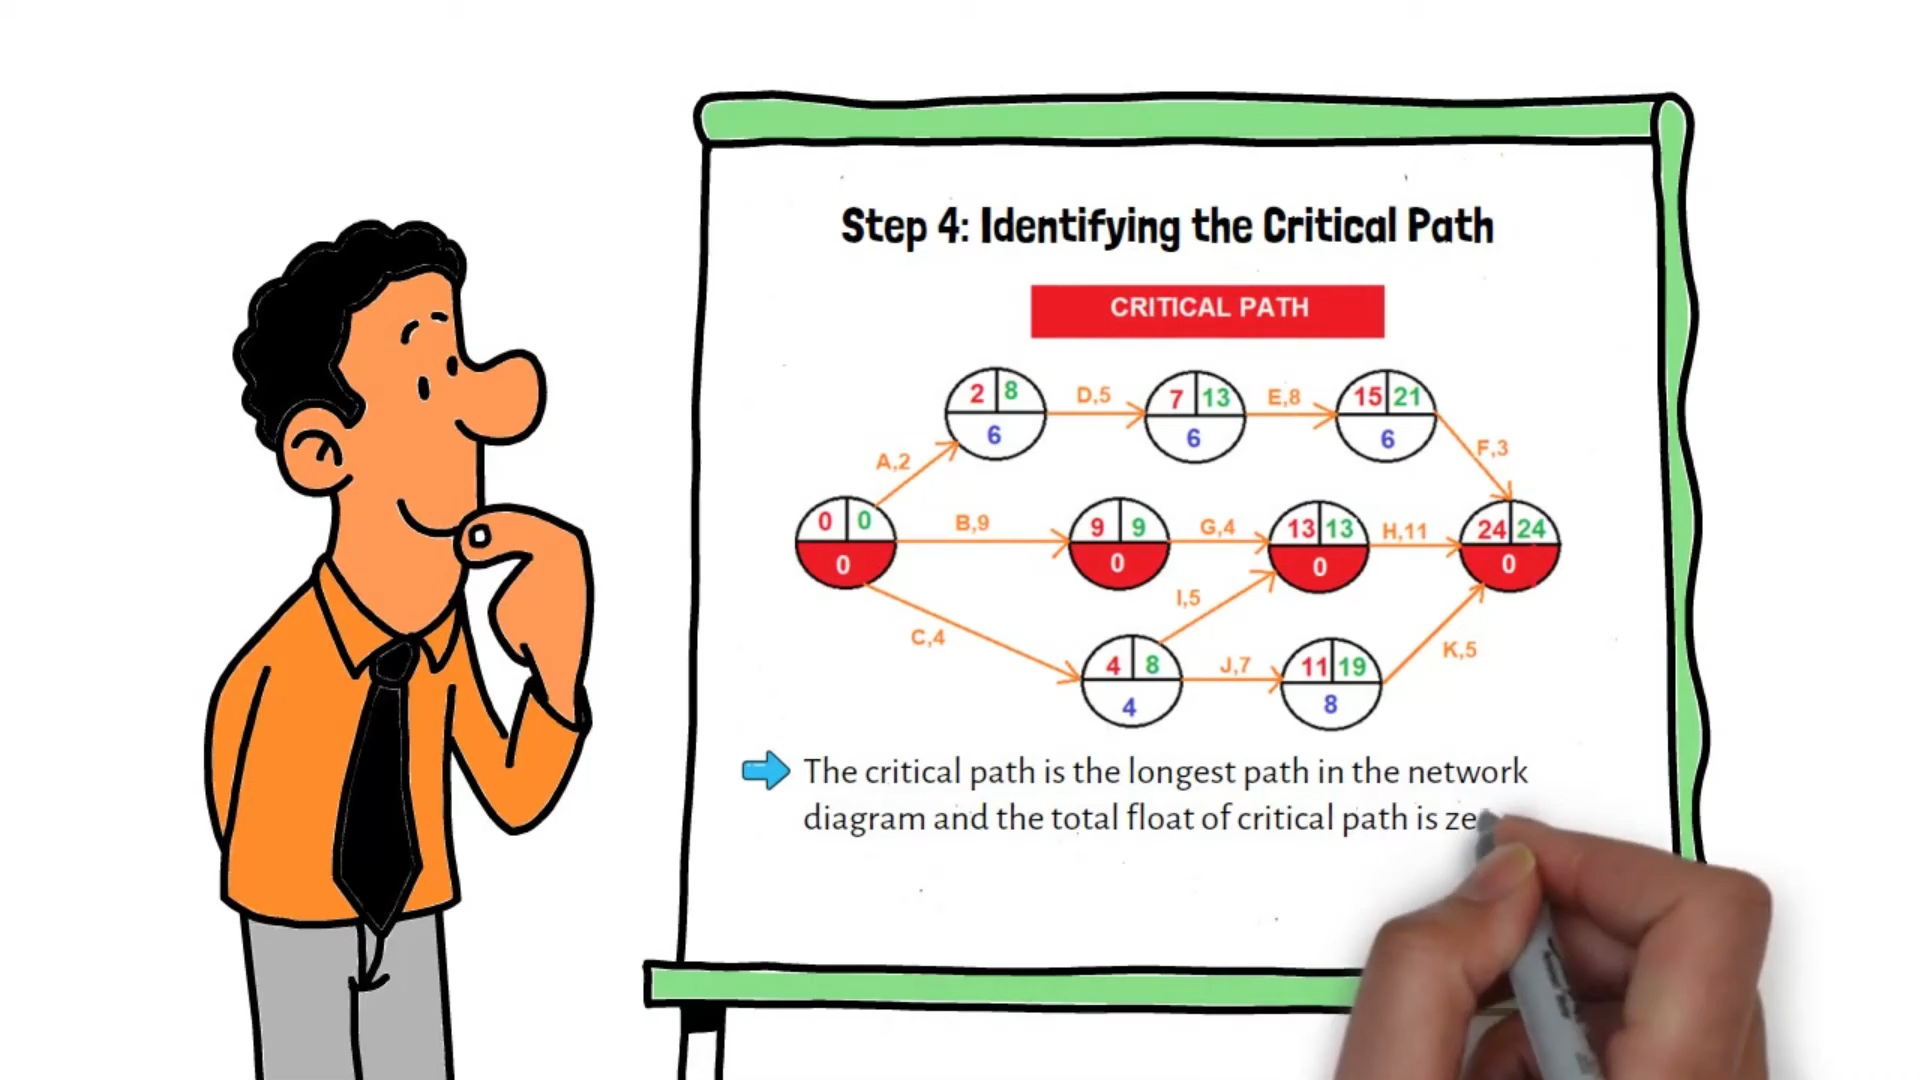 Step 4: Identifying the Critical Path
CRITICAL PATH
2 8 D,5 7 13 E,8 15 21
6 6 6
A,2 F,3
0 0 B,9 9 9 G,4 13 13 H,11 24 24
0 0 0 0
I,5
C,4 4 8 J,7 11 19 K,5
4 8
The critical path is the longest path in the network
diagram and the total float of critical path is ze